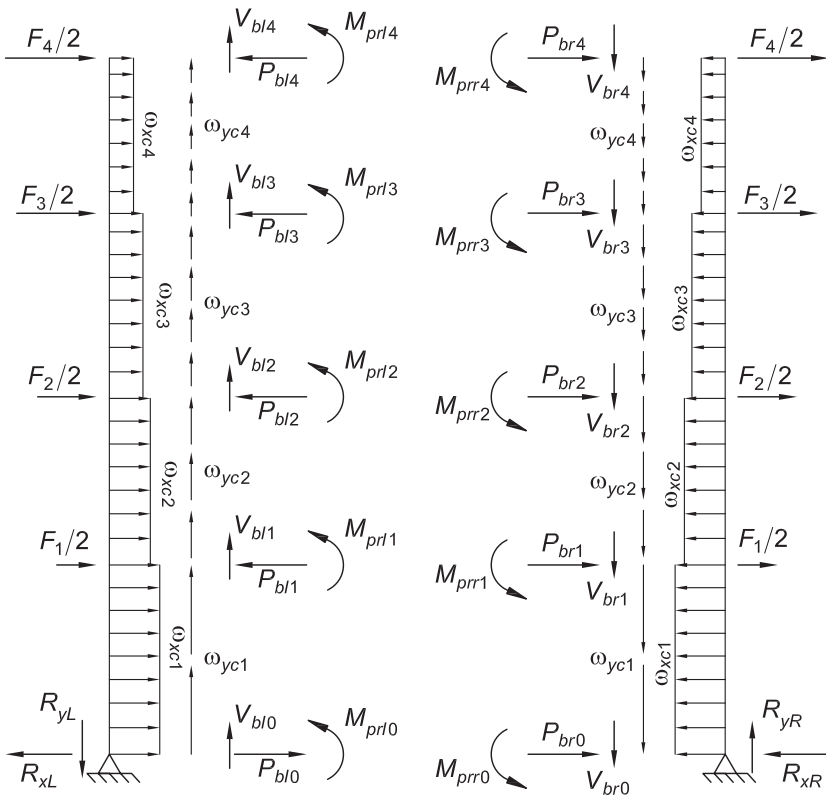 F₄/2 V_bl4 M_prl4 P_br4 F₄/2
P_bl4 M_prr4 V_br4
ω_xc4 ω_yc4 ω_yc4 ω_xc4
F₃/2 V_bl3 M_prl3 P_br3 F₃/2
P_bl3 M_prr3 V_br3
ω_xc3 ω_yc3 ω_yc3 ω_xc3
F₂/2 V_bl2 M_prl2 P_br2 F₂/2
P_bl2 M_prr2 V_br2
ω_xc2 ω_yc2 ω_yc2 ω_xc2
F₁/2 V_bl1 M_prl1 P_br1 F₁/2
P_bl1 M_prr1 V_br1
ω_xc1 ω_yc1 ω_yc1 ω_xc1
R_yL V_bl0 M_prl0 P_br0 R_yR
R_xL P_bl0 M_prr0 V_br0 R_xR